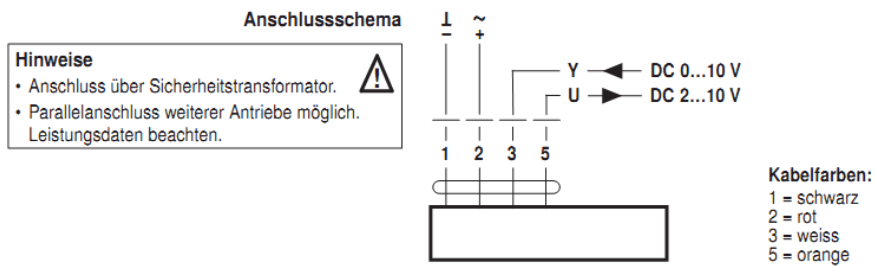 Anschlussschema
⊥ ~
− +
Hinweise
• Anschluss über Sicherheitstransformator.
• Parallelanschluss weiterer Antriebe möglich.
Leistungsdaten beachten.
Y DC 0...10 V
U DC 2...10 V
1 2 3 5
Kabelfarben:
1 = schwarz
2 = rot
3 = weiss
5 = orange